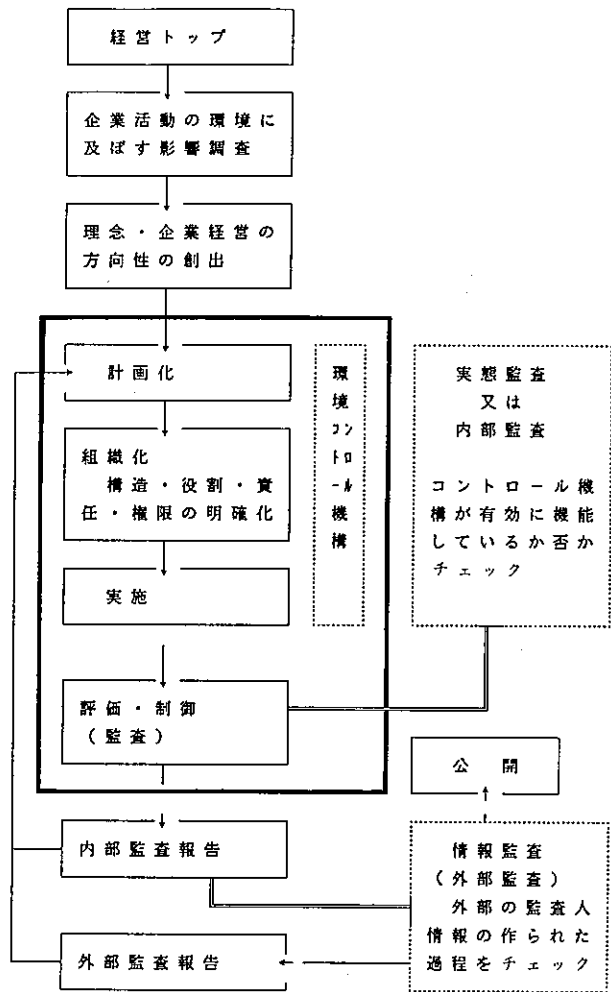 経営トップ
企業活動の環境に
及ぼす影響調査
理念・企業経営の
方向性の創出
計画化
組織化
構造・役割・責
任・権限の明確化
実施
評価・制御
(監査)
環境コントロール機構
実態監査
又は
内部監査
コントロール機
構が有効に機能
しているか否か
チェック
公開
内部監査報告
情報監査
(外部監査)
外部の監査人
情報の作られた
過程をチェック
外部監査報告